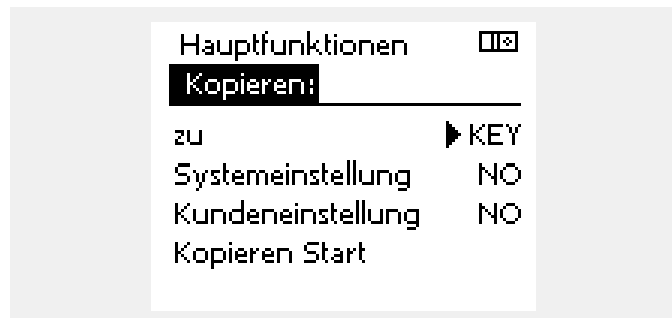 Hauptfunktionen
Kopieren:
zu KEY
Systemeinstellung NO
Kundeneinstellung NO
Kopieren Start